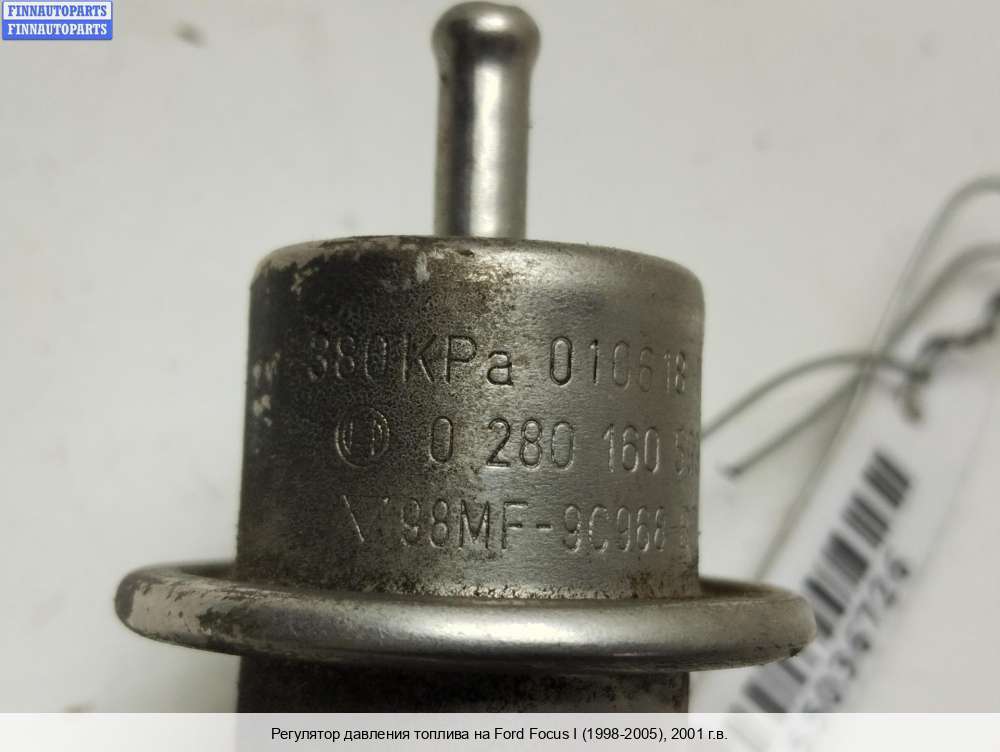 FINNAUTOPARTS
FINNAUTOPARTS
380KPa 010618
0 280 160
98MF-9C968-
Регулятор давления топлива на Ford Focus I (1998-2005), 2001 г.в.